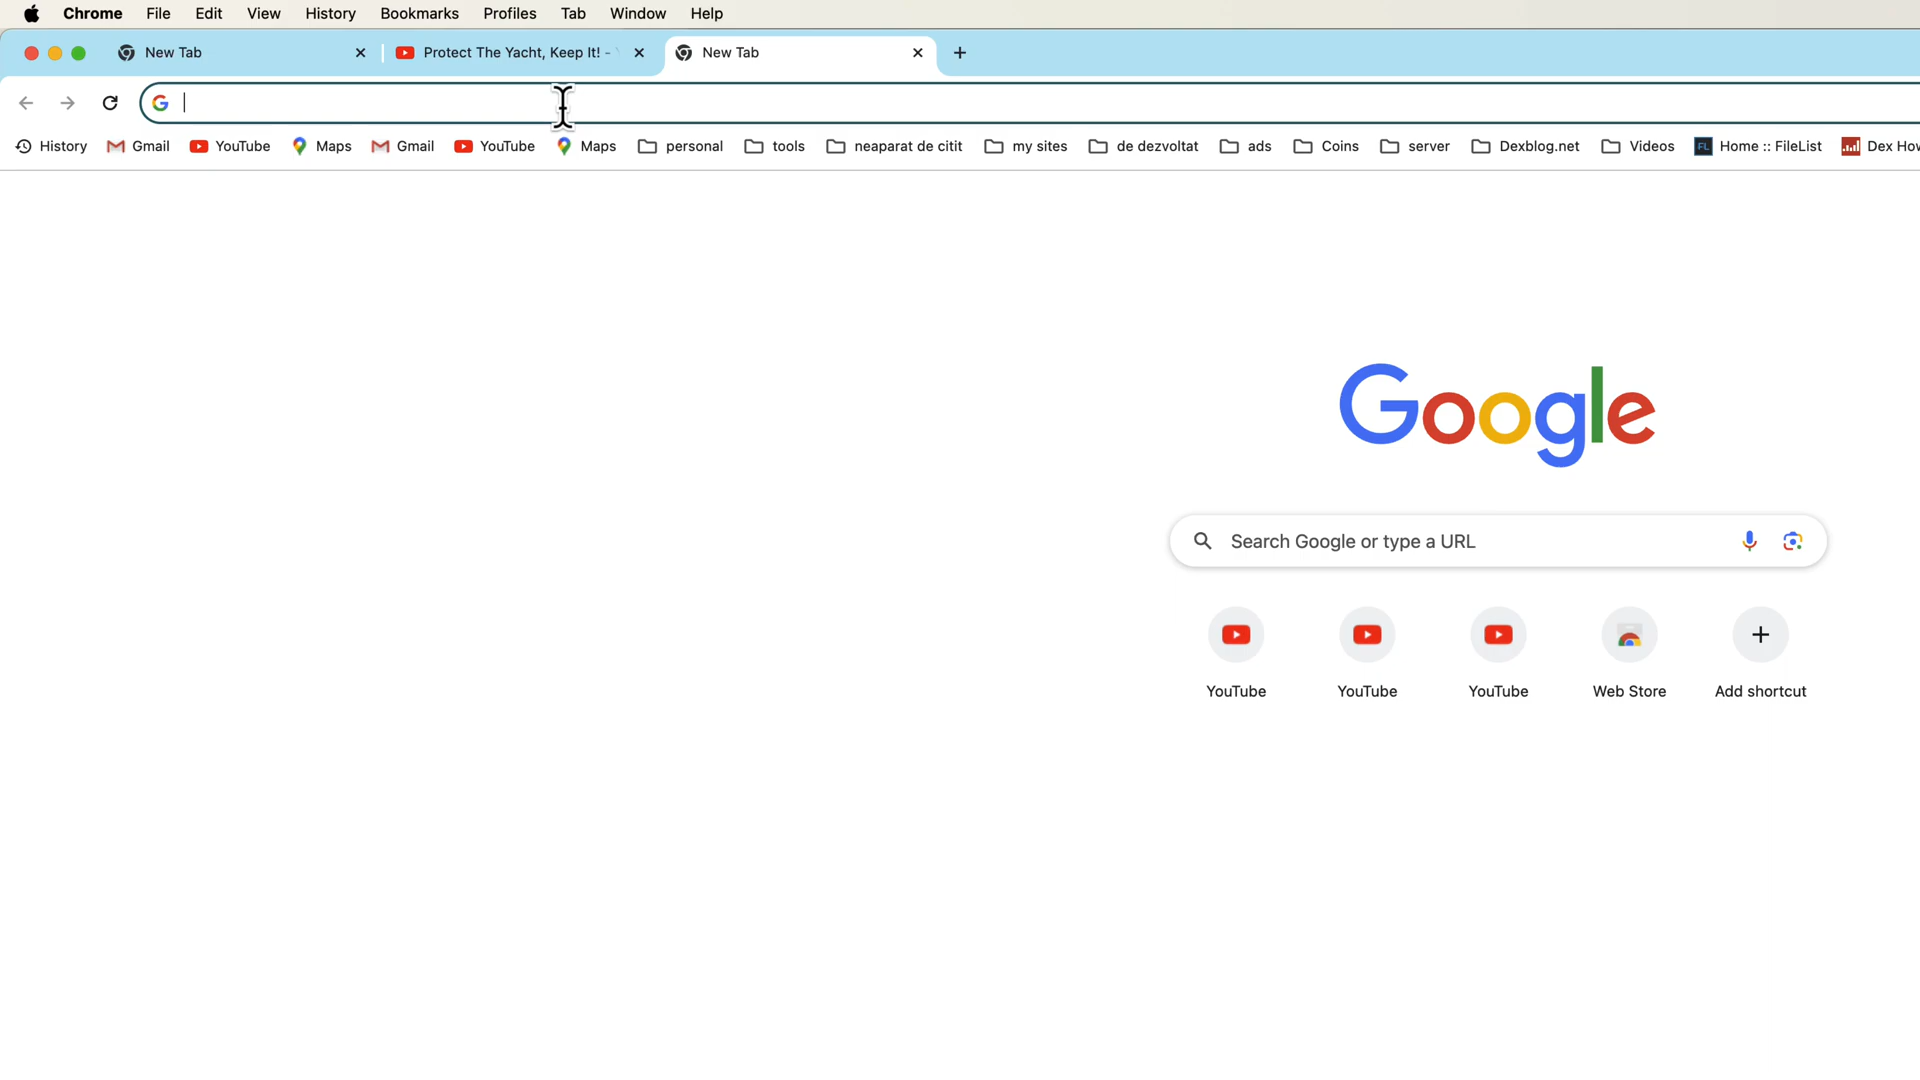 Chrome File Edit View History Bookmarks Profiles Tab Window Help
New Tab Protect The Yacht, Keep It! - New Tab
History Gmail YouTube Maps Gmail YouTube Maps personal tools neaparat de citit my sites de dezvoltat ads Coins server Dexblog.net Videos FL Home :: FileList Dex How
Google
Search Google or type a URL
YouTube YouTube YouTube Web Store Add shortcut